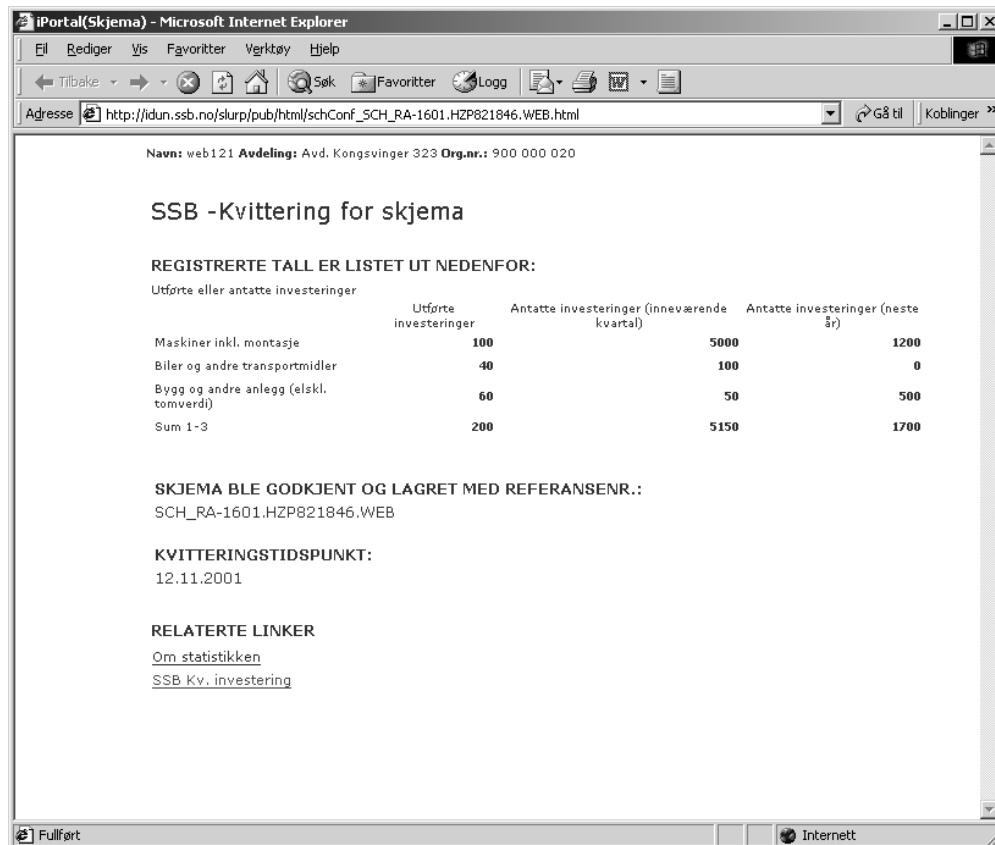 iPortal(Skjema) - Microsoft Internet Explorer
Fil Rediger Vis Favoritter Verktøy Hjelp
Tilbake Søk Favoritter Logg
Adresse http://idun.ssb.no/slurp/pub/html/schConf_SCH_RA-1601.HZP821846.WEB.html Gå til Koblinger »
Navn: web121 Avdeling: Avd. Kongsvinger 323 Org.nr.: 900 000 020
SSB -Kvittering for skjema
REGISTRERTE TALL ER LISTET UT NEDENFOR:
Utførte eller antatte investeringer
Utførte Antatte investeringer (inneværende Antatte investeringer (neste
investeringer kvartal) år)
Maskiner inkl. montasje 100 5000 1200
Biler og andre transportmidler 40 100 0
Bygg og andre anlegg (elskl.
tomverdi) 60 50 500
Sum 1-3 200 5150 1700
SKJEMA BLE GODKJENT OG LAGRET MED REFERANSENR.:
SCH_RA-1601.HZP821846.WEB
KVITTERINGSTIDSPUNKT:
12.11.2001
RELATERTE LINKER
Om statistikken
SSB Kv. investering
Fullført Internett